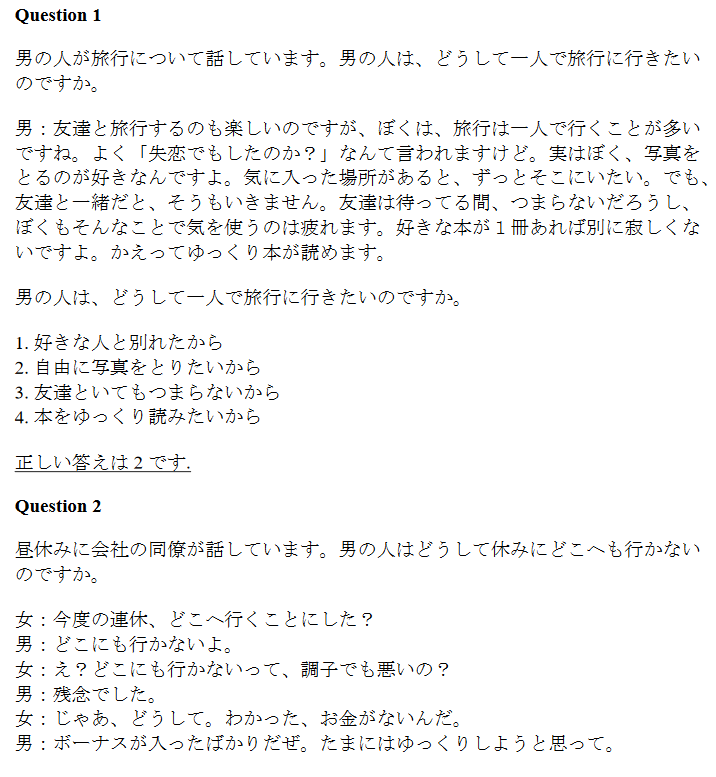 Question 1
男の人が旅行について話しています。男の人は、どうして一人で旅行に行きたい
のですか。
男：友達と旅行するのも楽しいのですが、ぼくは、旅行は一人で行くことが多い
ですね。よく「失恋でもしたのか？」なんて言われますけど。実はぼく、写真を
とるのが好きなんですよ。気に入った場所があると、ずっとそこにいたい。でも、
友達と一緒だと、そうもいきません。友達は待ってる間、つまらないだろうし、
ぼくもそんなことで気を使うのは疲れます。好きな本が１冊あれば別に寂しくな
いですよ。かえってゆっくり本が読めます。
男の人は、どうして一人で旅行に行きたいのですか。
1. 好きな人と別れたから
2. 自由に写真をとりたいから
3. 友達といてもつまらないから
4. 本をゆっくり読みたいから
正しい答えは 2 です.
Question 2
昼休みに会社の同僚が話しています。男の人はどうして休みにどこへも行かない
のですか。
女：今度の連休、どこへ行くことにした？
男：どこにも行かないよ。
女：え？どこにも行かないって、調子でも悪いの？
男：残念でした。
女：じゃあ、どうして。わかった、お金がないんだ。
男：ボーナスが入ったばかりだぜ。たまにはゆっくりしようと思って。